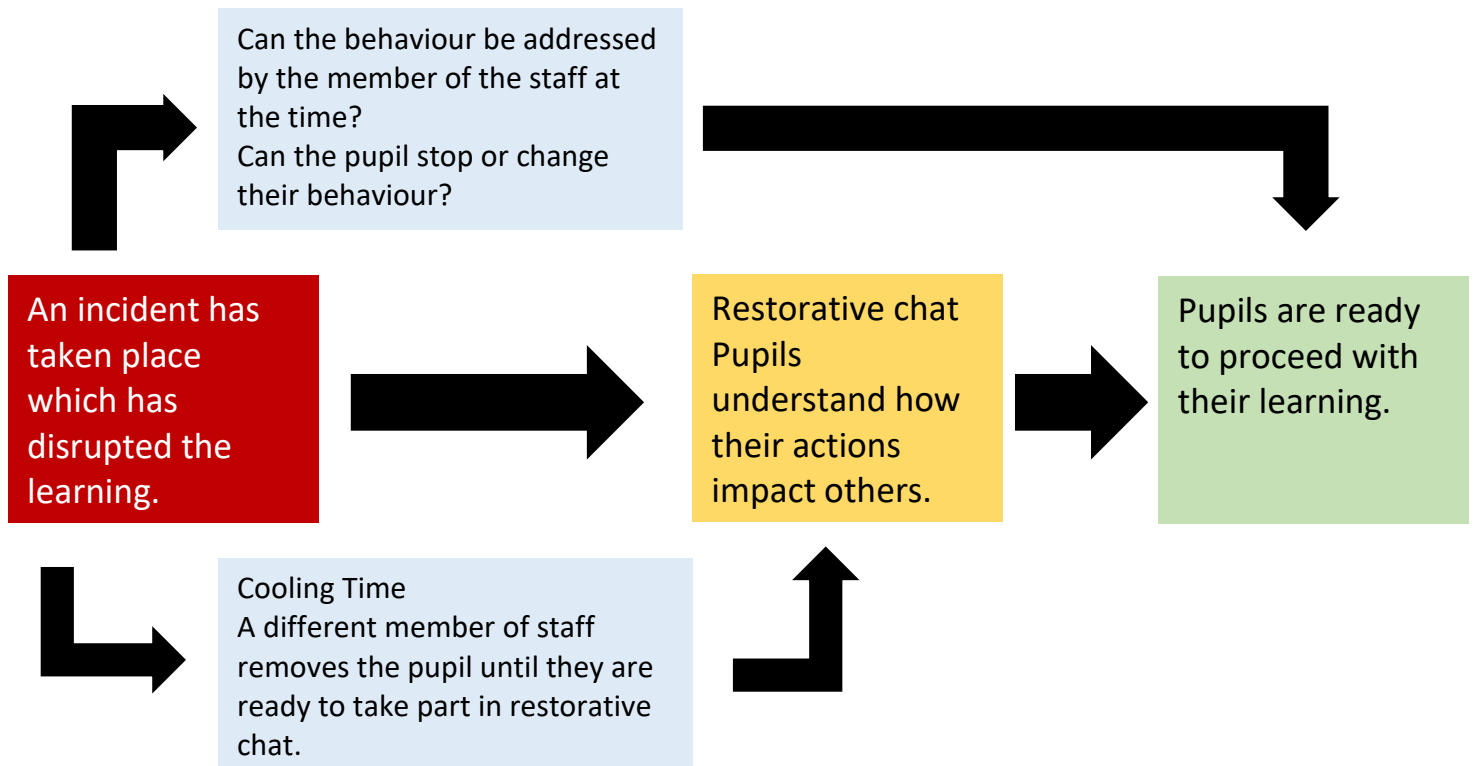 Can the behaviour be addressed
by the member of the staff at
the time?
Can the pupil stop or change
their behaviour?
An incident has
taken place
which has
disrupted the
learning.
Restorative chat
Pupils
understand how
their actions
impact others.
Pupils are ready
to proceed with
their learning.
Cooling Time
A different member of staff
removes the pupil until they are
ready to take part in restorative
chat.